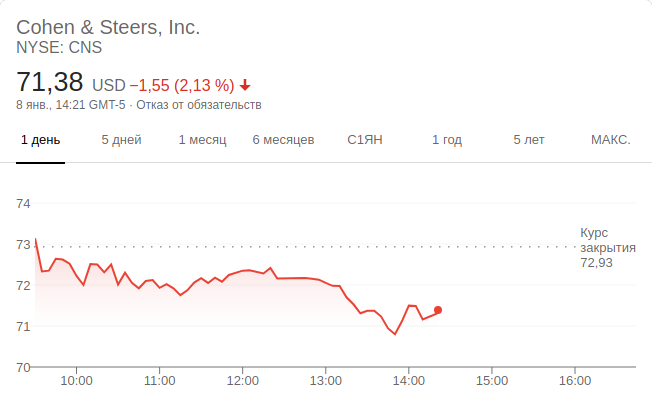 Cohen & Steers, Inc.
NYSE: CNS
71,38 USD −1,55 (2,13 %)
8 янв., 14:21 GMT-5 · Отказ от обязательств
1 день 5 дней 1 месяц 6 месяцев С1ЯН 1 год 5 лет МАКС.
74
Курс
73 закрытия
72,93
72
71
70
10:00 11:00 12:00 13:00 14:00 15:00 16:00